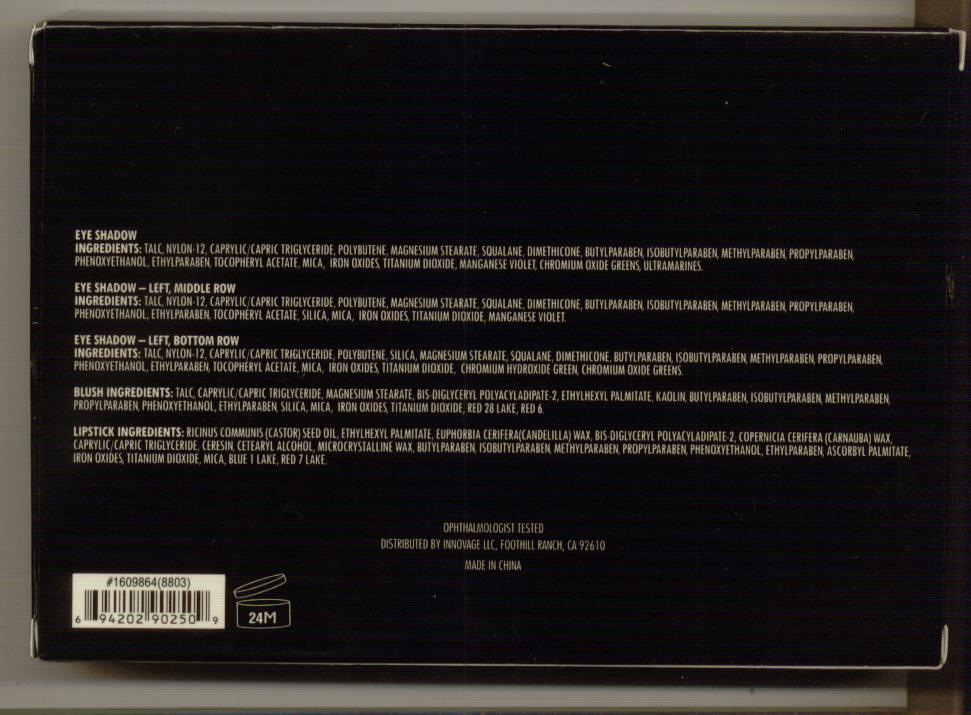 EYE SHADOW
INGREDIENTS: TALC, NYLON-12, CAPRYLIC/CAPRIC TRIGLYCERIDE, POLYBUTENE, MAGNESIUM STEARATE, SQUALANE, DIMETHICONE, BUTYLPARABEN, ISOBUTYLPARABEN, METHYLPARABEN, PROPYLPARABEN,
PHENOXYETHANOL, ETHYLPARABEN, TOCOPHERYL ACETATE, MICA, IRON OXIDES, TITANIUM DIOXIDE, MANGANESE VIOLET, CHROMIUM OXIDE GREENS, ULTRAMARINES.
EYE SHADOW – LEFT, MIDDLE ROW
INGREDIENTS: TALC, NYLON-12, CAPRYLIC/CAPRIC TRIGLYCERIDE, POLYBUTENE, MAGNESIUM STEARATE, SQUALANE, DIMETHICONE, BUTYLPARABEN, ISOBUTYLPARABEN, METHYLPARABEN, PROPYLPARABEN,
PHENOXYETHANOL, ETHYLPARABEN, TOCOPHERYL ACETATE, SILICA, MICA, IRON OXIDES, TITANIUM DIOXIDE, MANGANESE VIOLET.
EYE SHADOW – LEFT, BOTTOM ROW
INGREDIENTS: TALC, NYLON-12, CAPRYLIC/CAPRIC TRIGLYCERIDE, POLYBUTENE, SILICA, MAGNESIUM STEARATE, SQUALANE, DIMETHICONE, BUTYLPARABEN, ISOBUTYLPARABEN, METHYLPARABEN, PROPYLPARABEN,
PHENOXYETHANOL, ETHYLPARABEN, TOCOPHERYL ACETATE, MICA, IRON OXIDES, TITANIUM DIOXIDE, CHROMIUM HYDROXIDE GREEN, CHROMIUM OXIDE GREENS.
BLUSH INGREDIENTS: TALC, CAPRYLIC/CAPRIC TRIGLYCERIDE, MAGNESIUM STEARATE, BIS-DIGLYCERYL POLYACYLADIPATE-2, ETHYLHEXYL PALMITATE, KAOLIN, BUTYLPARABEN, ISOBUTYLPARABEN, METHYLPARABEN,
PROPYLPARABEN, PHENOXYETHANOL, ETHYLPARABEN, SILICA, MICA, IRON OXIDES, TITANIUM DIOXIDE, RED 28 LAKE, RED 6.
LIPSTICK INGREDIENTS: RICINUS COMMUNIS (CASTOR) SEED OIL, ETHYLHEXYL PALMITATE, EUPHORBIA CERIFERA(CANDELILLA) WAX, BIS-DIGLYCERYL POLYACYLADIPATE-2, COPERNICIA CERIFERA (CARNAUBA) WAX,
CAPRYLIC/CAPRIC TRIGLYCERIDE, CERESIN, CETEARYL ALCOHOL, MICROCRYSTALLINE WAX, BUTYLPARABEN, ISOBUTYLPARABEN, METHYLPARABEN, PROPYLPARABEN, PHENOXYETHANOL, ETHYLPARABEN, ASCORBYL PALMITATE,
IRON OXIDES, TITANIUM DIOXIDE, MICA, BLUE 1 LAKE, RED 7 LAKE.
OPHTHALMOLOGIST TESTED
DISTRIBUTED BY INNOVAGE LLC, FOOTHILL RANCH, CA 92610
MADE IN CHINA
#1609864(8803)
6 94202 90250 9
24M